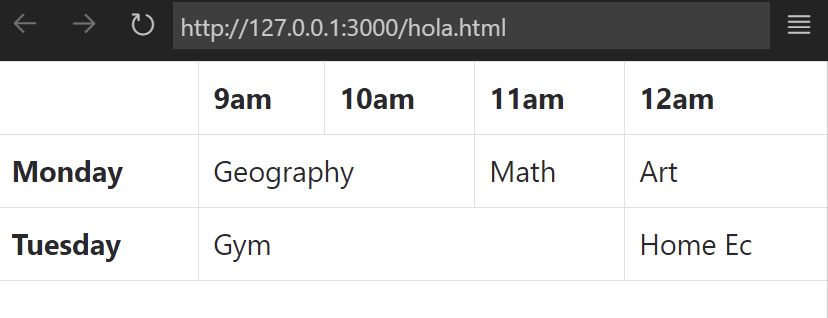 http://127.0.0.1:3000/hola.html
9am 10am 11am 12am
Monday Geography Math Art
Tuesday Gym Home Ec